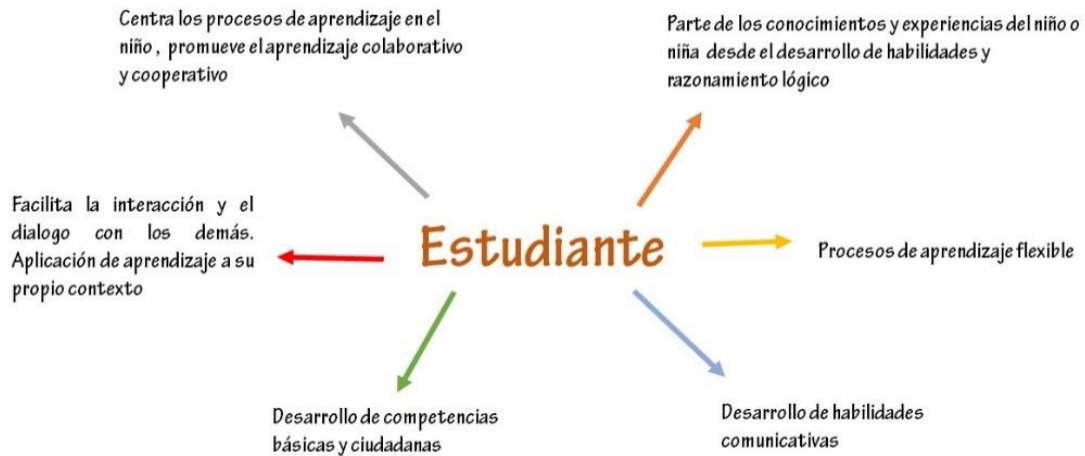 Centra los procesos de aprendizaje en el
niño , promueve el aprendizaje colaborativo
y cooperativo
Parte de los conocimientos y experiencias del niño o
niña desde el desarrollo de habilidades y
razonamiento lógico
Facilita la interacción y el
dialogo con los demás.
Aplicación de aprendizaje a su
propio contexto
Estudiante
Procesos de aprendizaje flexible
Desarrollo de competencias
básicas y ciudadanas
Desarrollo de habilidades
comunicativas